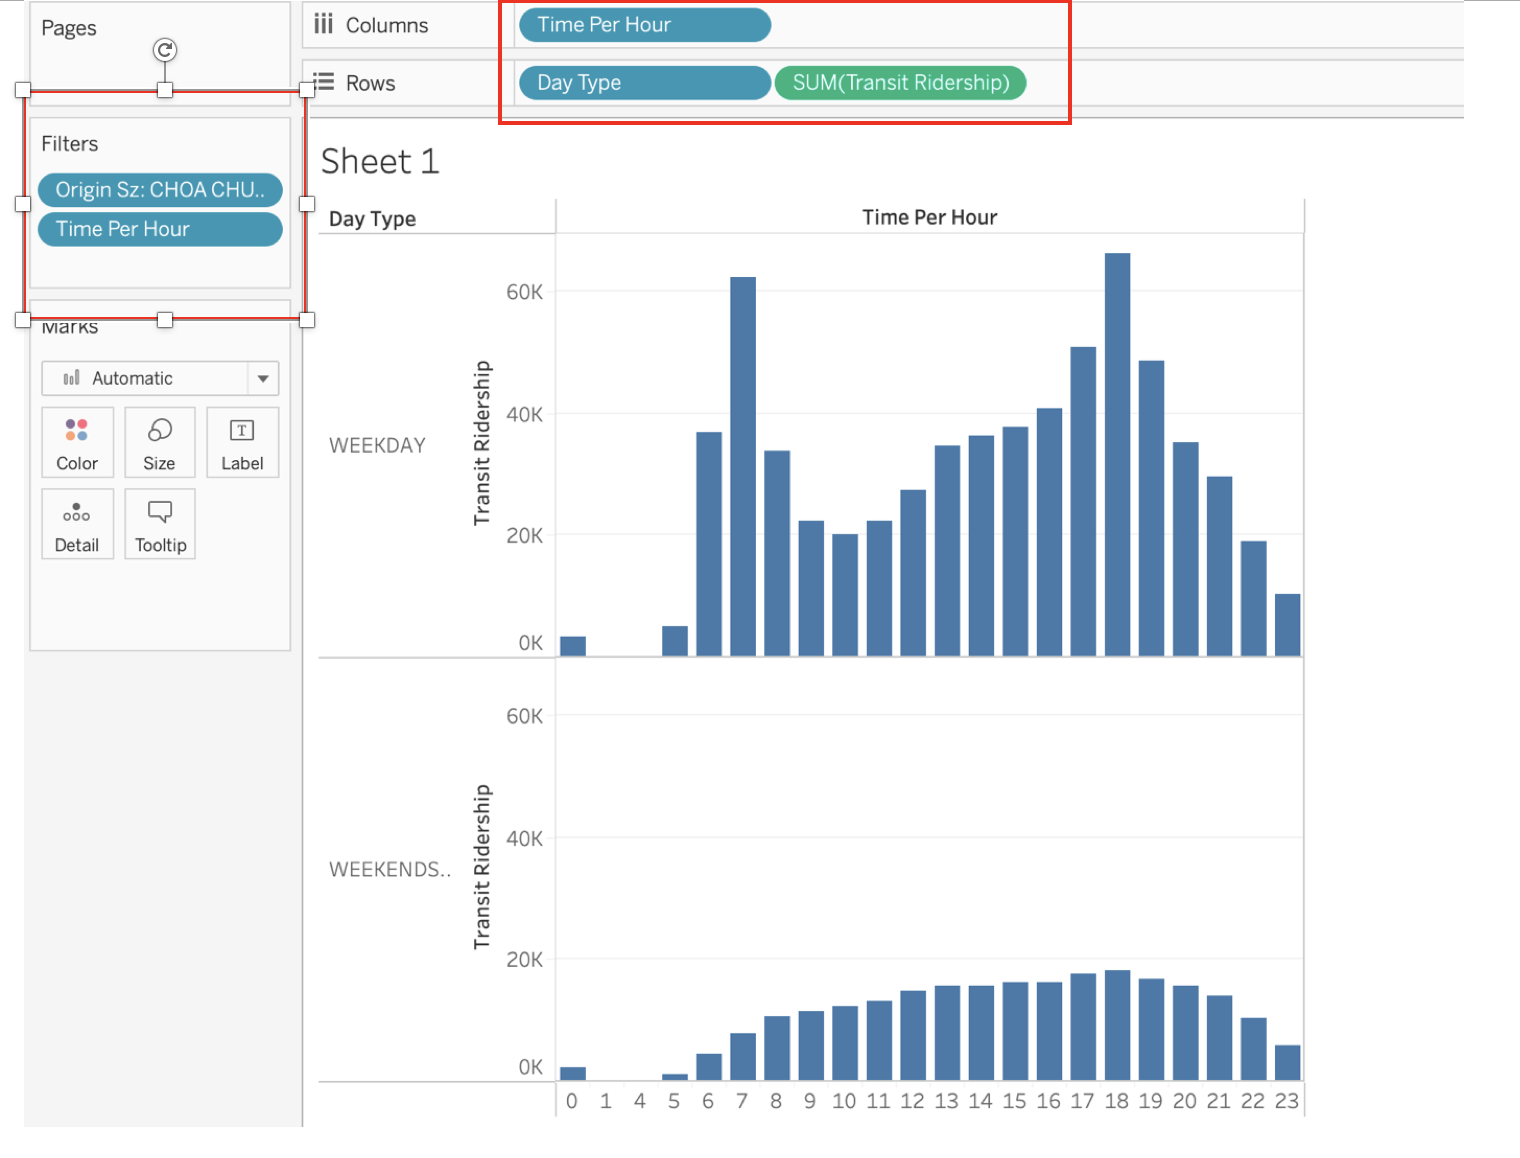 Pages
Columns
Time Per Hour
Rows
Day Type
SUM(Transit Ridership)
Filters
Origin Sz: CHOA CHU..
Time Per Hour
Marks
Automatic
Color
Size
T
Label
Detail
Tooltip
Sheet 1
Day Type
Time Per Hour
WEEKDAY
Transit Ridership
60K
40K
20K
0K
WEEKENDS..
Transit Ridership
60K
40K
20K
0K
0 1 4 5 6 7 8 9 10 11 12 13 14 15 16 17 18 19 20 21 22 23